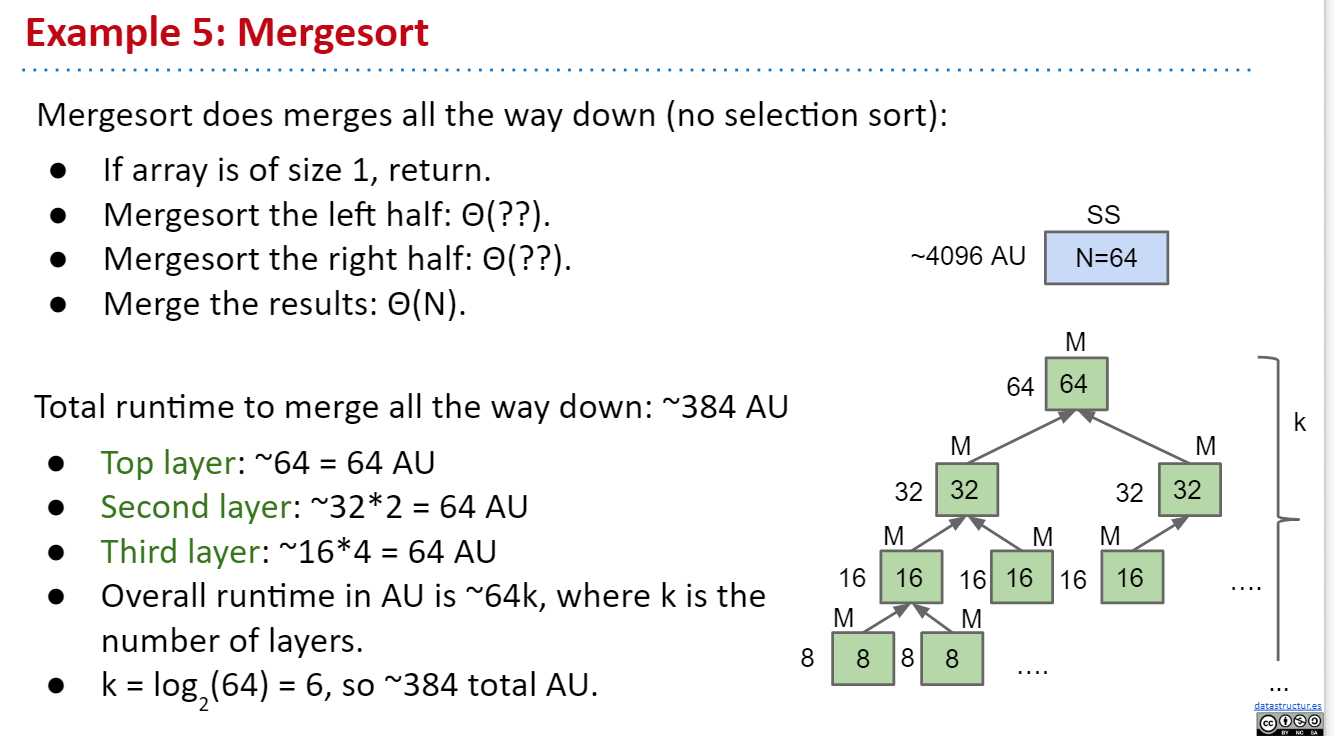 Example 5: Mergesort
Mergesort does merges all the way down (no selection sort):
● If array is of size 1, return.
● Mergesort the left half: Θ(??).
● Mergesort the right half: Θ(??).
● Merge the results: Θ(N).
SS
~4096 AU N=64
Total runtime to merge all the way down: ~384 AU
● Top layer: ~64 = 64 AU
● Second layer: ~32*2 = 64 AU
● Third layer: ~16*4 = 64 AU
● Overall runtime in AU is ~64k, where k is the
number of layers.
● k = log₂(64) = 6, so ~384 total AU.
M
64 64
k
M M
32 32 32 32
M M M
16 16 16 16 16 16 ....
M M
8 8 8 8 ....
...
datastructur.es
cc BY NC SA